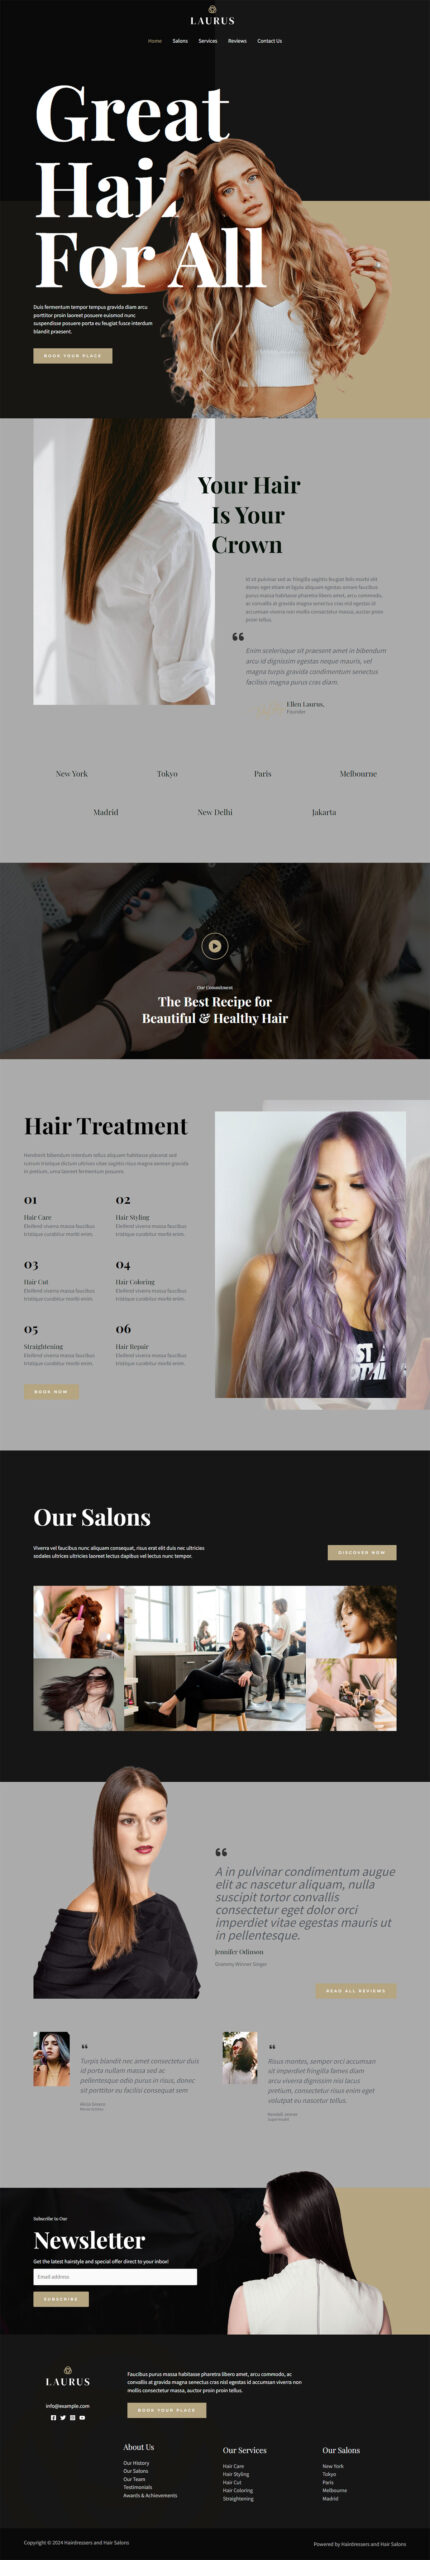 LAURUS
Home Salons Services Reviews Contact Us
Great
Hair
For All
Duis fermentum tempor tempus gravida diam arcu
porttitor proin laoreet posuere euismod nunc
suspendisse posuere porta eu feugiat fusce interdum
blandit praesent.
BOOK YOUR PLACE
Your Hair
Is Your
Crown
Id sit pulvinar sed ac fringilla sagittis feugiat felis morbi elit
donec eget etiam et ligula aliquam egestas ornare faucibus
purus massa habitasse pharetra libero amet, arcu commodo,
ac convallis at gravida magna senectus cras nisl egestas id
accumsan viverra non mollis consectetur massa, auctor proin
proin tellus.
“
Enim scelerisque sit praesent amet in bibendum
arcu id dignissim egestas neque mauris, vel
magna turpis gravida condimentum senectus
facilisis magna purus cras diam.
Ellen Laurus,
Founder
New York Tokyo Paris Melbourne
Madrid New Delhi Jakarta
Our Commitment
The Best Recipe for
Beautiful & Healthy Hair
Hair Treatment
Hendrerit bibendum interdum tellus aliquam habitasse placerat sed
rutrum tristique dictum ultrices vitae sagittis risus magna aenean gravida
in pretium, urna laoreet fermentum posuere.
01 02
Hair Care Hair Styling
Eleifend viverra massa faucibus Eleifend viverra massa faucibus
tristique curabitur morbi enim. tristique curabitur morbi enim.
03 04
Hair Cut Hair Coloring
Eleifend viverra massa faucibus Eleifend viverra massa faucibus
tristique curabitur morbi enim. tristique curabitur morbi enim.
05 06
Straightening Hair Repair
Eleifend viverra massa faucibus Eleifend viverra massa faucibus
tristique curabitur morbi enim. tristique curabitur morbi enim.
BOOK NOW
Our Salons
Viverra vel faucibus nunc aliquam consequat, risus erat elit duis nec ultricies
sodales ultrices ultricies laoreet lectus dapibus vel lectus nunc tempor.
DISCOVER NOW
“
A in pulvinar condimentum augue
elit ac nascetur aliquam, nulla
suscipit tortor convallis
consectetur eget dolor orci
imperdiet vitae egestas mauris ut
in pellentesque.
Jennifer Odinson
Grammy Winner Singer
READ ALL REVIEWS
“
Turpis blandit nec amet consectetur duis
id porta nullam massa sed ac
pellentesque odio purus in risus, donec
sit porttitor eu facilisi consequat sem
“
Risus montes, semper orci accumsan
sit imperdiet fringilla fames diam
arcu viverra dignissim nisi lacus
pretium, consectetur risus enim eget
volutpat eu nascetur tellus.
Kendall Jenner
Supermodel
Subscribe to Our
Newsletter
Get the latest hairstyle and special offer direct to your inbox!
Email address
SUBSCRIBE
LAURUS
info@example.com
Faucibus purus massa habitasse pharetra libero amet, arcu commodo, ac
convallis at gravida magna senectus cras nisl egestas id accumsan viverra non
mollis consectetur massa, auctor proin proin tellus.
BOOK YOUR PLACE
About Us
Our History
Our Salons
Our Team
Testimonials
Awards & Achievements
Our Services
Hair Care
Hair Styling
Hair Cut
Hair Coloring
Straightening
Our Salons
New York
Tokyo
Paris
Melbourne
Madrid
Copyright © 2024 Hairdressers and Hair Salons
Powered by Hairdressers and Hair Salons